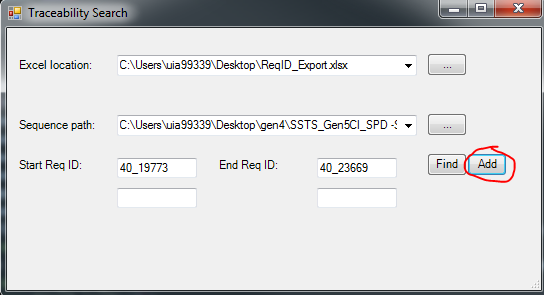 Traceability Search
Excel location: C:\Users\uia99339\Desktop\ReqID_Export.xlsx ...
Sequence path: C:\Users\uia99339\Desktop\gen4\SSTS_Gen5CI_SPD -S ...
Start Req ID: 40_19773 End Req ID: 40_23669 Find Add